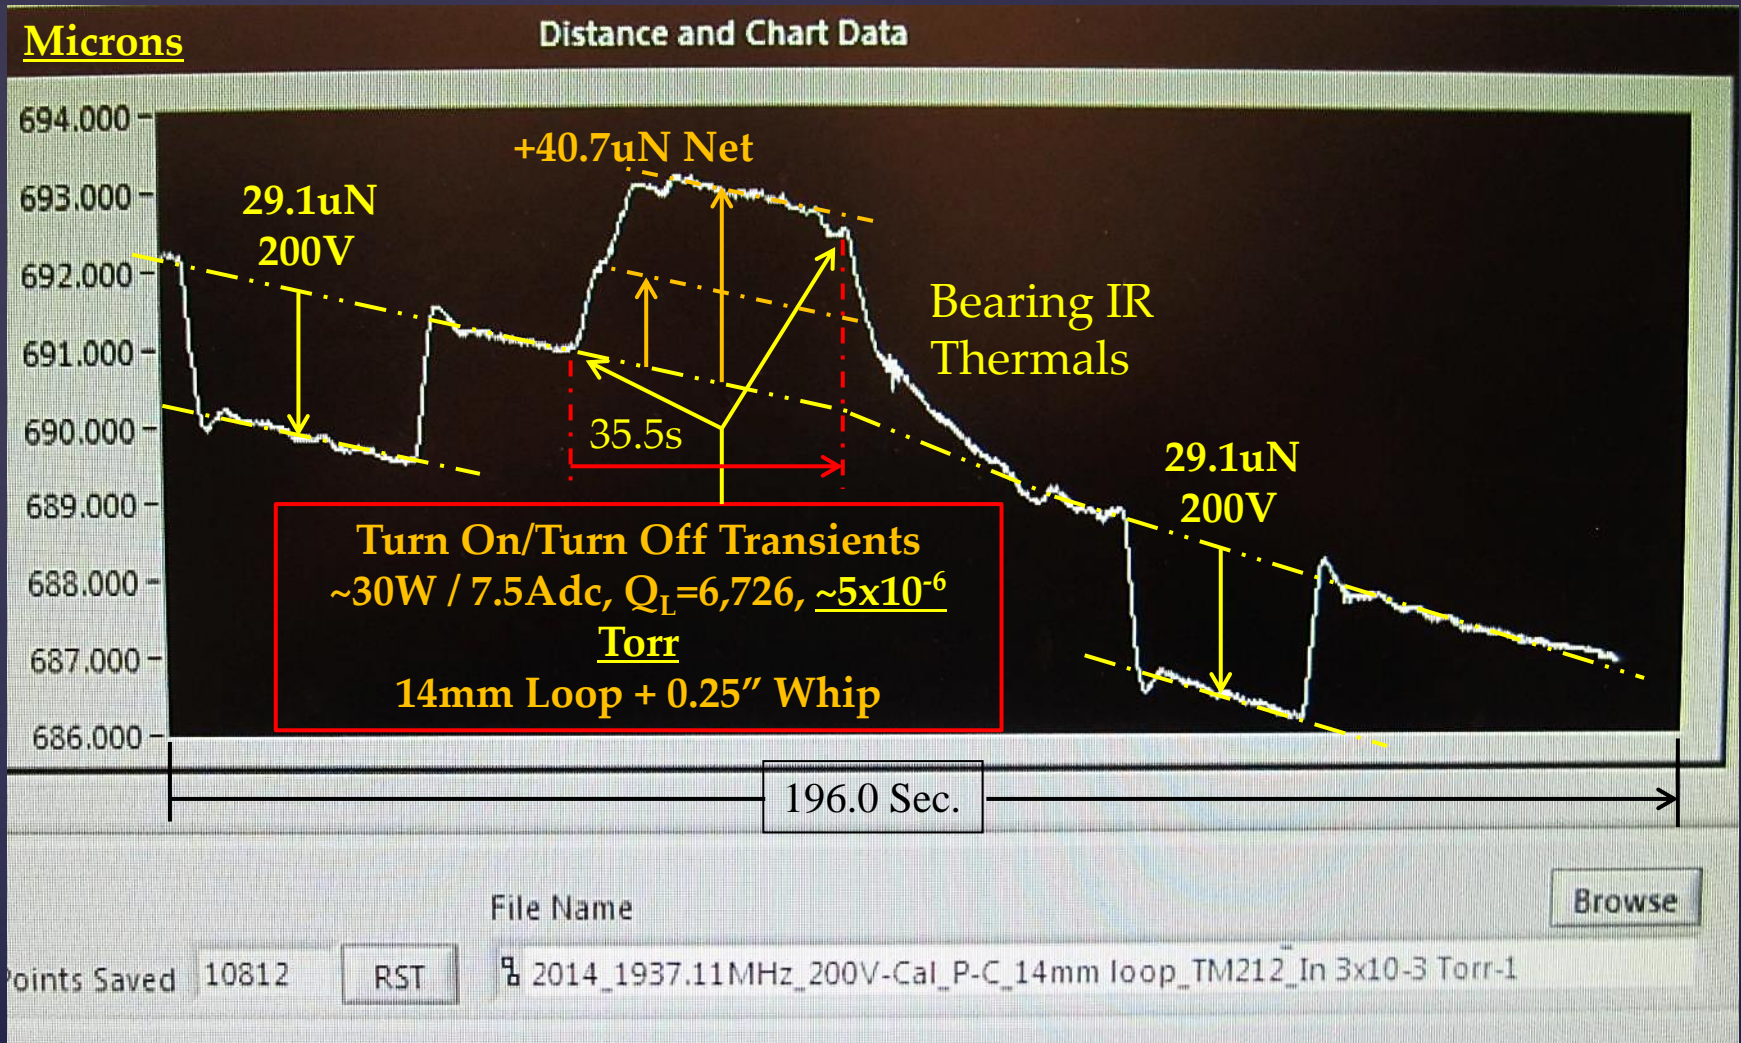 Microns
Distance and Chart Data
694.000
693.000
692.000
691.000
690.000
689.000
688.000
687.000
686.000
29.1uN
200V
+40.7uN Net
Bearing IR
Thermals
35.5s
29.1uN
200V
Turn On/Turn Off Transients
~30W / 7.5Adc, QL=6,726, ~5x10-6
Torr
14mm Loop + 0.25” Whip
196.0 Sec.
File Name
Browse
Points Saved
10812
RST
2014_1937.11MHz_200V-Cal_P-C_14mm loop_TM212_In 3x10-3 Torr-1